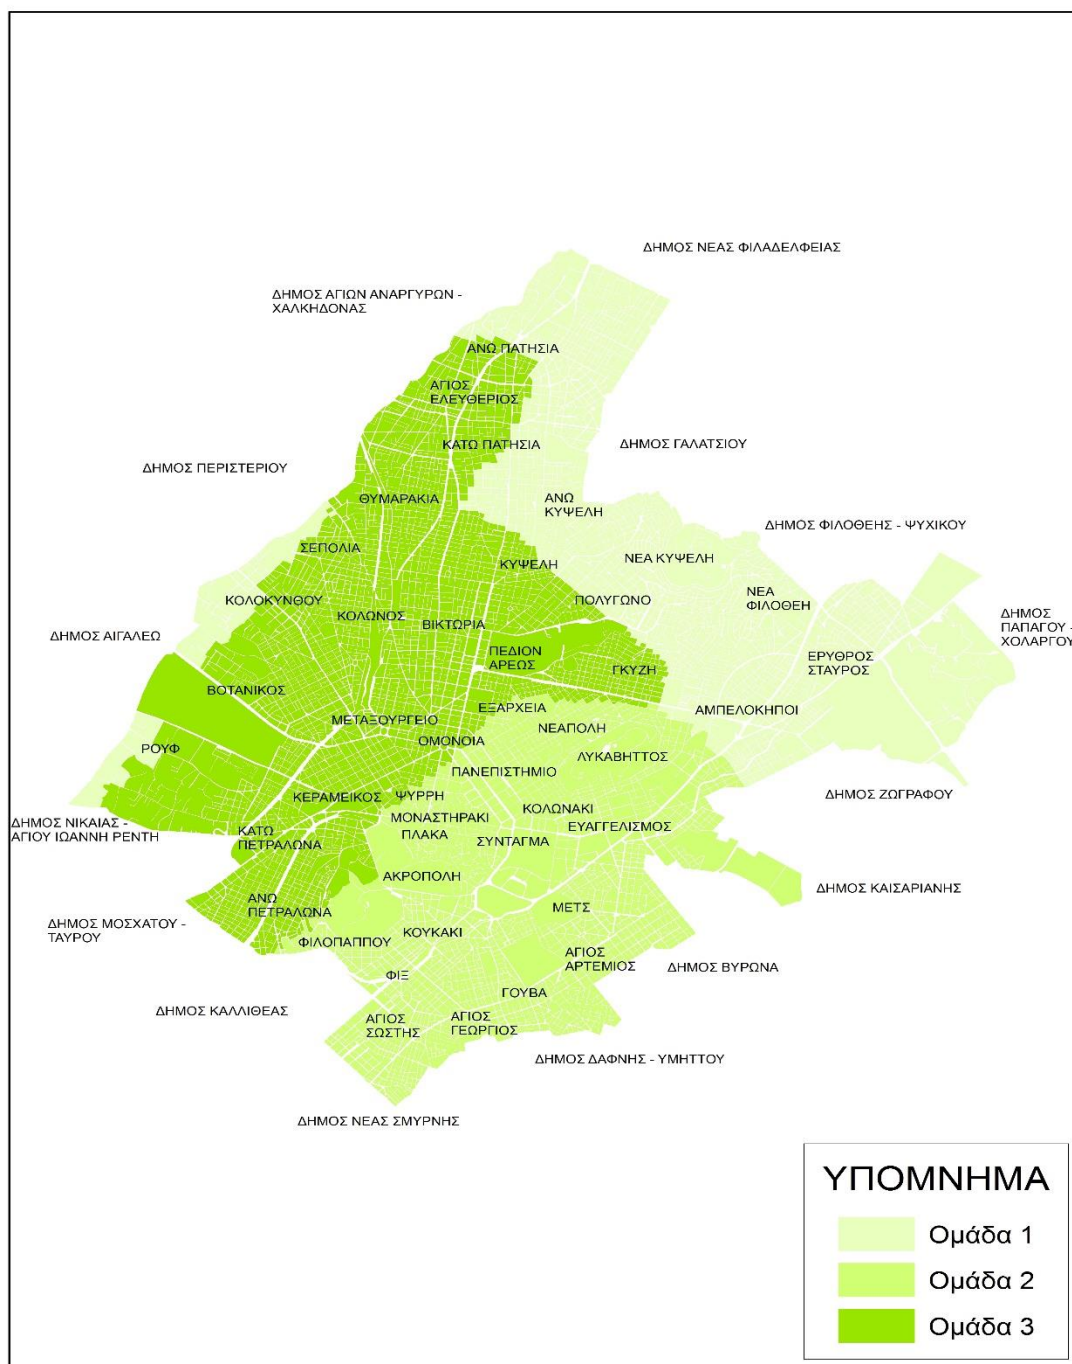 ΔΗΜΟΣ ΝΕΑΣ ΦΙΛΑΔΕΛΦΕΙΑΣ
ΔΗΜΟΣ ΑΓΙΩΝ ΑΝΑΡΓΥΡΩΝ -
ΧΑΛΚΗΔΟΝΑΣ
ΑΝΩ ΠΑΤΗΣΙΑ
ΑΓΙΟΣ
ΕΛΕΥΘΕΡΙΟΣ
ΚΑΤΩ ΠΑΤΗΣΙΑ
ΔΗΜΟΣ ΓΑΛΑΤΣΙΟΥ
ΔΗΜΟΣ ΠΕΡΙΣΤΕΡΙΟΥ
ΘΥΜΑΡΑΚΙΑ
ΑΝΩ
ΚΥΨΕΛΗ
ΔΗΜΟΣ ΦΙΛΟΘΕΗΣ - ΨΥΧΙΚΟΥ
ΣΕΠΟΛΙΑ
ΚΥΨΕΛΗ
ΝΕΑ ΚΥΨΕΛΗ
ΝΕΑ
ΦΙΛΟΘΕΗ
ΚΟΛΟΚΥΝΘΟΥ
ΠΟΛΥΓΩΝΟ
ΚΟΛΩΝΟΣ
ΒΙΚΤΩΡΙΑ
ΔΗΜΟΣ
ΠΑΠΑΓΟΥ -
ΧΟΛΑΡΓΟΥ
ΔΗΜΟΣ ΑΙΓΑΛΕΩ
ΠΕΔΙΟΝ
ΑΡΕΩΣ
ΓΚΥΖΗ
ΕΡΥΘΡΟΣ
ΣΤΑΥΡΟΣ
ΒΟΤΑΝΙΚΟΣ
ΕΞΑΡΧΕΙΑ
ΑΜΠΕΛΟΚΗΠΟΙ
ΜΕΤΑΞΟΥΡΓΕΙΟ
ΝΕΑΠΟΛΗ
ΡΟΥΦ
ΟΜΟΝΟΙΑ
ΛΥΚΑΒΗΤΤΟΣ
ΠΑΝΕΠΙΣΤΗΜΙΟ
ΚΕΡΑΜΕΙΚΟΣ
ΨΥΡΡΗ
ΔΗΜΟΣ ΖΩΓΡΑΦΟΥ
ΚΟΛΩΝΑΚΙ
ΜΟΝΑΣΤΗΡΑΚΙ
ΔΗΜΟΣ ΝΙΚΑΙΑΣ -
ΑΓΙΟΥ ΙΩΑΝΝΗ ΡΕΝΤΗ
ΕΥΑΓΓΕΛΙΣΜΟΣ
ΚΑΤΩ
ΠΕΤΡΑΛΩΝΑ
ΠΛΑΚΑ
ΣΥΝΤΑΓΜΑ
ΑΚΡΟΠΟΛΗ
ΔΗΜΟΣ ΚΑΙΣΑΡΙΑΝΗΣ
ΑΝΩ
ΠΕΤΡΑΛΩΝΑ
ΜΕΤΣ
ΔΗΜΟΣ ΜΟΣΧΑΤΟΥ -
ΤΑΥΡΟΥ
ΚΟΥΚΑΚΙ
ΦΙΛΟΠΑΠΠΟΥ
ΑΓΙΟΣ
ΑΡΤΕΜΙΟΣ
ΔΗΜΟΣ ΒΥΡΩΝΑ
ΦΙΞ
ΓΟΥΒΑ
ΔΗΜΟΣ ΚΑΛΛΙΘΕΑΣ
ΑΓΙΟΣ
ΣΩΣΤΗΣ
ΑΓΙΟΣ
ΓΕΩΡΓΙΟΣ
ΔΗΜΟΣ ΔΑΦΝΗΣ - ΥΜΗΤΤΟΥ
ΔΗΜΟΣ ΝΕΑΣ ΣΜΥΡΝΗΣ
ΥΠΟΜΝΗΜΑ
Ομάδα 1
Ομάδα 2
Ομάδα 3